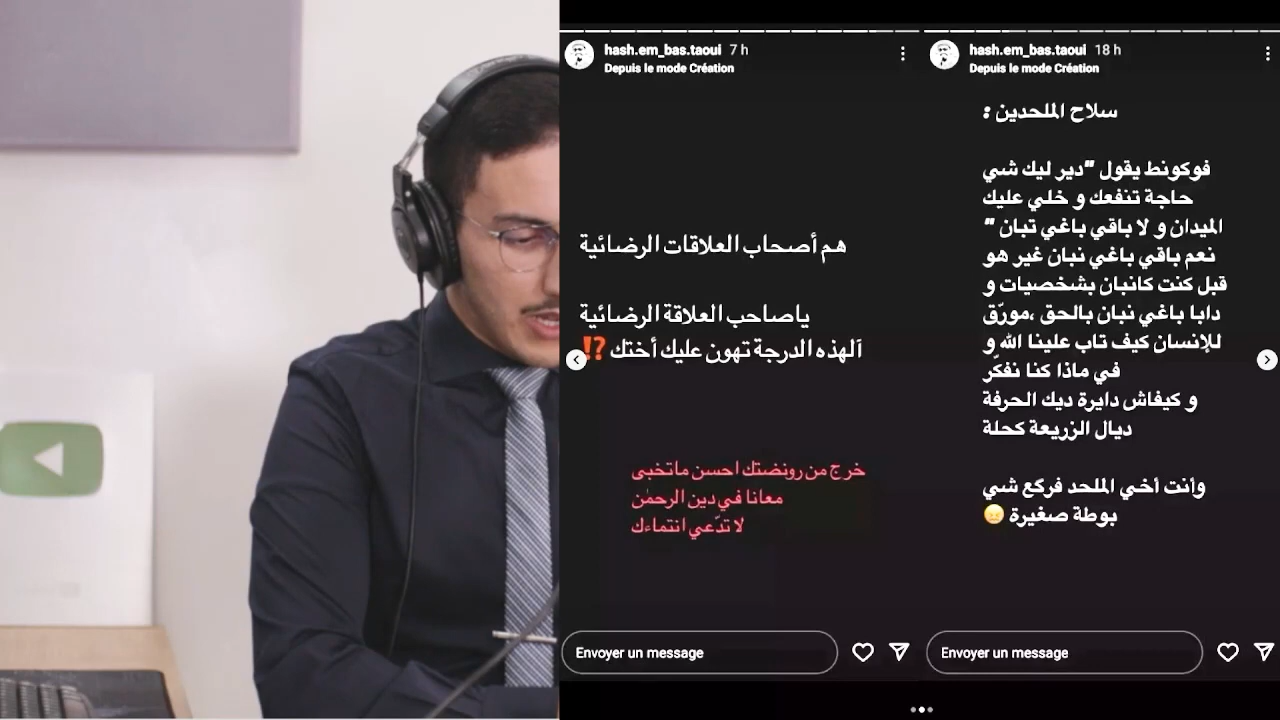 hash.em_bas.taoui 7 h
Depuis le mode Création
هم أصحاب العلاقات الرضائية
ياصاحب العلاقة الرضائية
آلهذه الدرجة تهون عليك أختك ⁉️
خرج من رونضتك احسن ماتخبى
معانا في دين الرحمٰن
لا تدّعي انتماءك
Envoyer un message
hash.em_bas.taoui 18 h
Depuis le mode Création
سلاح الملحدين :
فوكونط يقول "دير ليك شي
حاجة تنفعك و خلي عليك
الميدان و لا باقي باغي تبان "
نعم باقي باغي نبان غير هو
قبل كنت كانبان بشخصيات و
دابا باغي نبان بالحق ،مورّق
للإنسان كيف تاب علينا الله و
في ماذا كنا نفكّر
و كيفاش دايرة ديك الحرفة
ديال الزريعة كحلة
وأنت أخي الملحد فركع شي
بوطة صغيرة 😠
Envoyer un message